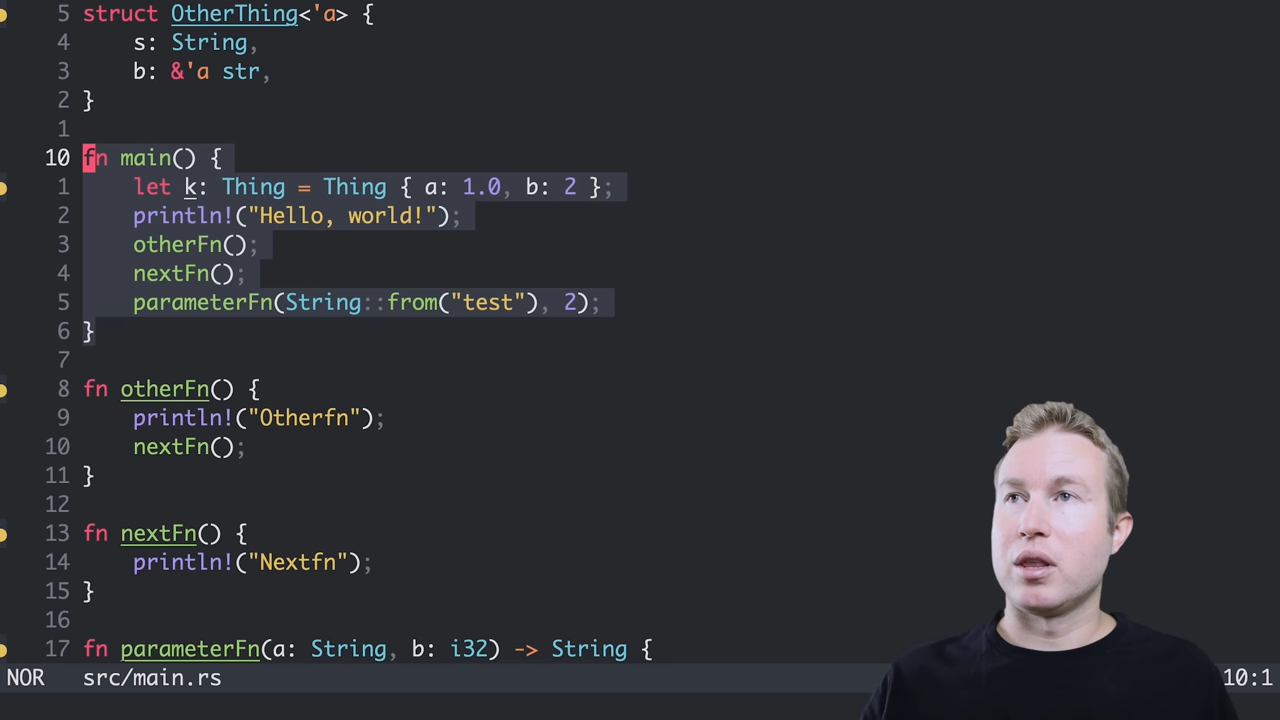 5 struct OtherThing<'a> {
4     s: String,
3     b: &'a str,
2 }
1
10 fn main() {
1     let k: Thing = Thing { a: 1.0, b: 2 };
2     println!("Hello, world!");
3     otherFn();
4     nextFn();
5     parameterFn(String::from("test"), 2);
6 }
7
8 fn otherFn() {
9     println!("Otherfn");
10     nextFn();
11 }
12
13 fn nextFn() {
14     println!("Nextfn");
15 }
16
17 fn parameterFn(a: String, b: i32) -> String {
NOR src/main.rs 10:1